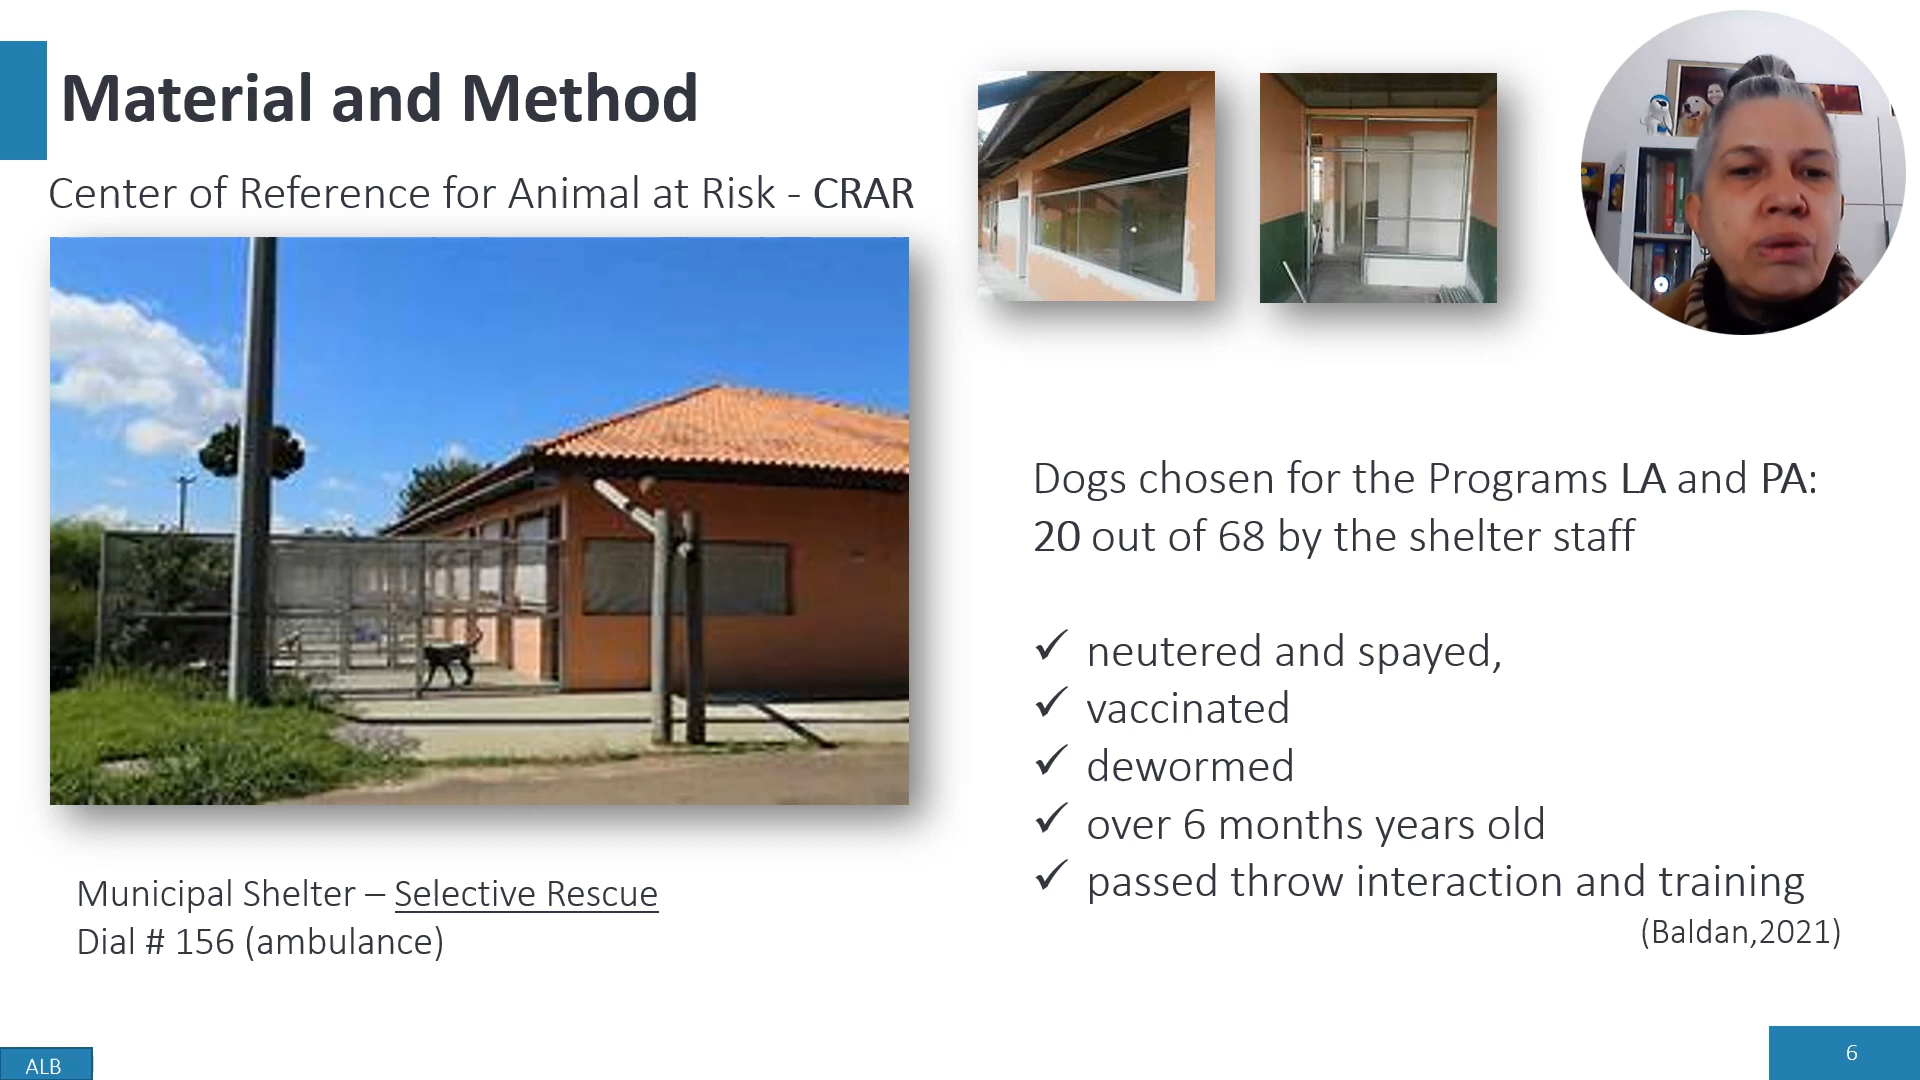 Material and Method
Center of Reference for Animal at Risk - CRAR
Dogs chosen for the Programs LA and PA:
20 out of 68 by the shelter staff
✓ neutered and spayed,
✓ vaccinated
✓ dewormed
✓ over 6 months years old
✓ passed throw interaction and training
(Baldan,2021)
Municipal Shelter – Selective Rescue
Dial # 156 (ambulance)
ALB
6